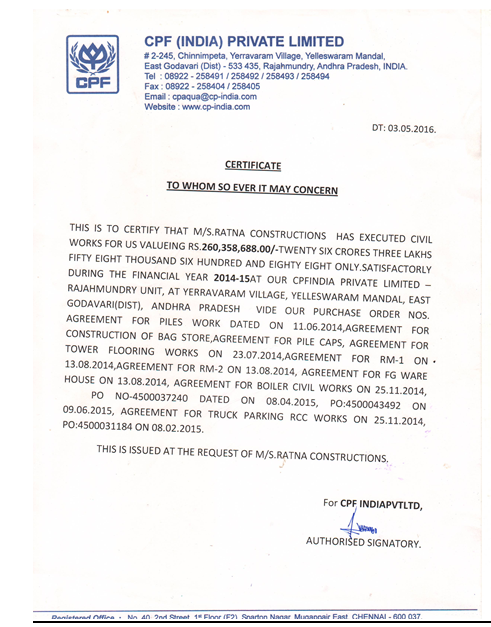 CPF
CPF (INDIA) PRIVATE LIMITED
# 2-245, Chinnimpeta, Yerravaram Village, Yelleswaram Mandal,
East Godavari (Dist) - 533 435, Rajahmundry, Andhra Pradesh, INDIA.
Tel : 08922 - 258491 / 258492 / 258493 / 258494
Fax : 08922 - 258404 / 258405
Email : cpaqua@cp-india.com
Website : www.cp-india.com
DT: 03.05.2016.
CERTIFICATE
TO WHOM SO EVER IT MAY CONCERN
THIS IS TO CERTIFY THAT M/S.RATNA CONSTRUCTIONS HAS EXECUTED CIVIL
WORKS FOR US VALUEING RS.260,358,688.00/-TWENTY SIX CRORES THREE LAKHS
FIFTY EIGHT THOUSAND SIX HUNDRED AND EIGHTY EIGHT ONLY.SATISFACTORLY
DURING THE FINANCIAL YEAR 2014-15AT OUR CPFINDIA PRIVATE LIMITED –
RAJAHMUNDRY UNIT, AT YERRAVARAM VILLAGE, YELLESWARAM MANDAL, EAST
GODAVARI(DIST), ANDHRA PRADESH VIDE OUR PURCHASE ORDER NOS.
AGREEMENT FOR PILES WORK DATED ON 11.06.2014,AGREEMENT FOR
CONSTRUCTION OF BAG STORE,AGREEMENT FOR PILE CAPS, AGREEMENT FOR
TOWER FLOORING WORKS ON 23.07.2014,AGREEMENT FOR RM-1 ON
13.08.2014,AGREEMENT FOR RM-2 ON 13.08.2014, AGREEMENT FOR FG WARE
HOUSE ON 13.08.2014, AGREEMENT FOR BOILER CIVIL WORKS ON 25.11.2014,
PO NO-4500037240 DATED ON 08.04.2015, PO:4500043492 ON
09.06.2015, AGREEMENT FOR TRUCK PARKING RCC WORKS ON 25.11.2014,
PO:4500031184 ON 08.02.2015.
THIS IS ISSUED AT THE REQUEST OF M/S.RATNA CONSTRUCTIONS.
For CPF INDIAPVTLTD,
AUTHORISED SIGNATORY.
Registered Office : No. 40, 2nd Street, 1st Floor (F2), Spartan Nagar, Mugappair East, CHENNAI - 600 037.